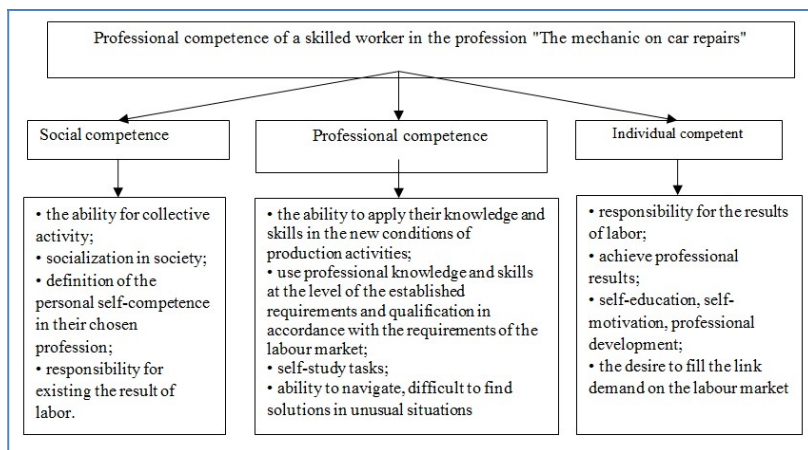 Professional competence of a skilled worker in the profession "The mechanic on car repairs"
Social competence
Professional competence
Individual competent
• the ability for collective
activity;
• socialization in society;
• definition of the
personal self-competence
in their chosen
profession;
• responsibility for
existing the result of
labor.
• the ability to apply their knowledge and
skills in the new conditions of
production activities;
• use professional knowledge and skills
at the level of the established
requirements and qualification in
accordance with the requirements of the
labour market;
• self-study tasks;
• ability to navigate, difficult to find
solutions in unusual situations
• responsibility for the results
of labor;
• achieve professional
results;
• self-education, self-
motivation, professional
development;
• the desire to fill the link
demand on the labour market